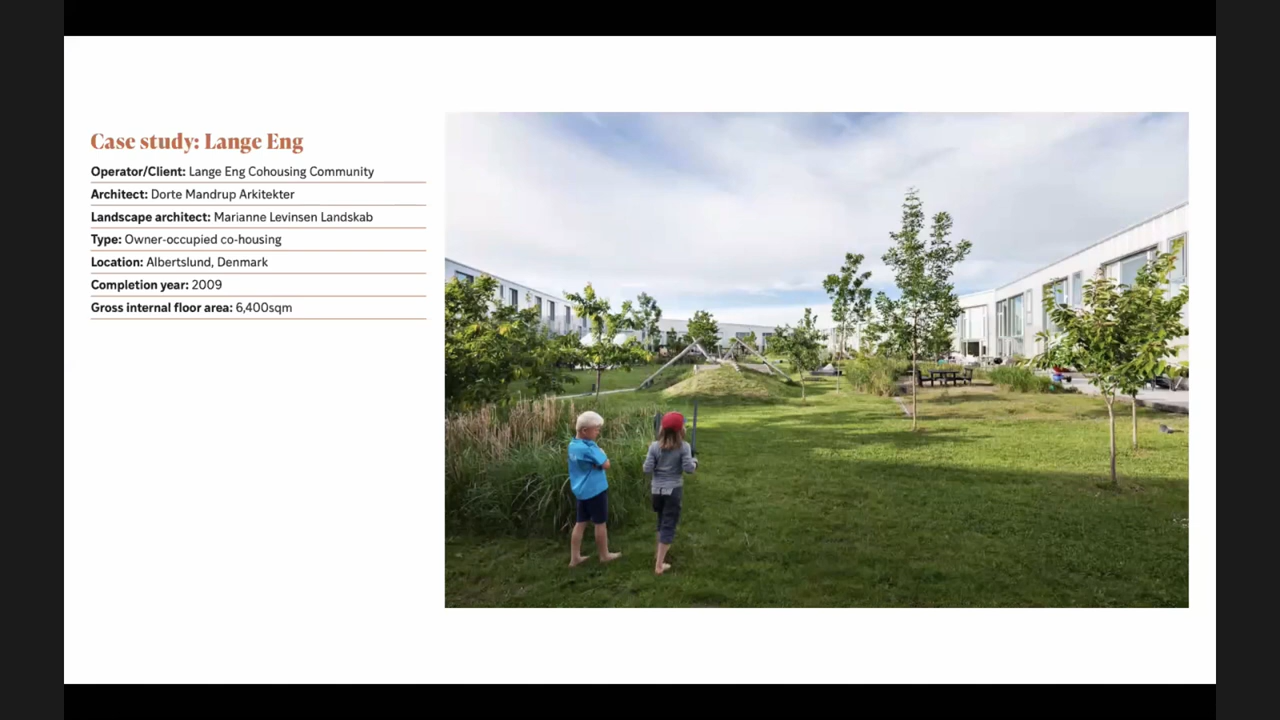 Case study: Lange Eng
Operator/Client: Lange Eng Cohousing Community
Architect: Dorte Mandrup Arkitekter
Landscape architect: Marianne Levinsen Landskab
Type: Owner-occupied co-housing
Location: Albertslund, Denmark
Completion year: 2009
Gross internal floor area: 6,400sqm